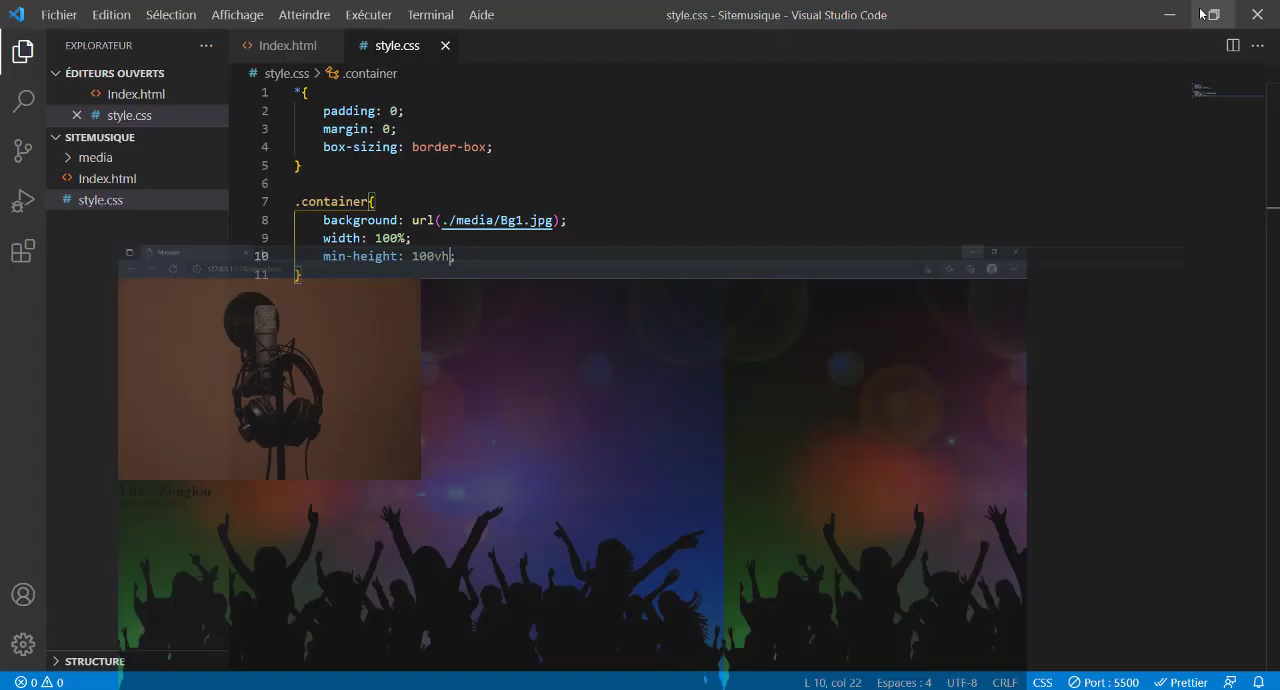 Fichier Edition Sélection Affichage Atteindre Exécuter Terminal Aide style.css - Sitemusique - Visual Studio Code
EXPLORATEUR
Index.html
style.css
ÉDITEURS OUVERTS
Index.html
style.css
SITEMUSIQUE
media
Index.html
style.css
style.css > .container
1 *{
2 padding: 0;
3 margin: 0;
4 box-sizing: border-box;
5 }
6
7 .container{
8 background: url(./media/Bg1.jpg);
9 width: 100%;
10 min-height: 100vh;
11 }
Zouglou
STRUCTURE
0 0 L 10, col 22 Espaces : 4 UTF-8 CRLF CSS Port : 5500 Prettier